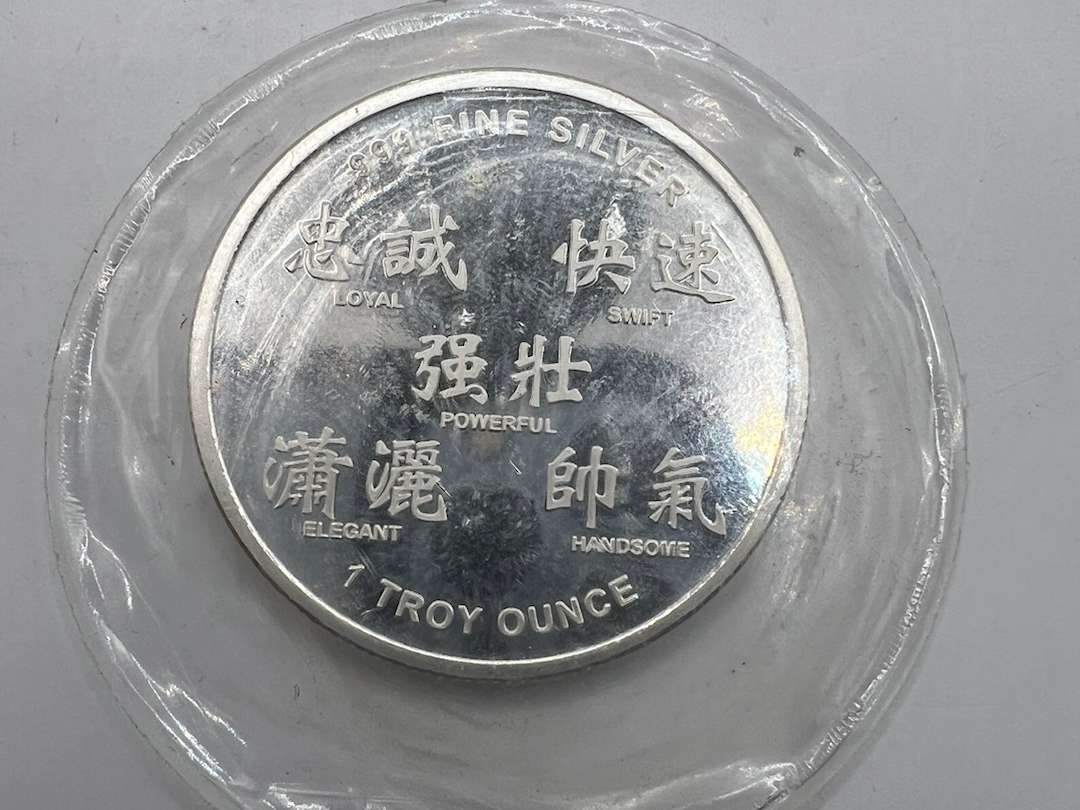 999 FINE SILVER
忠誠 快速
LOYAL SWIFT
强壯
POWERFUL
瀟灑 帥氣
ELEGANT HANDSOME
1 TROY OUNCE